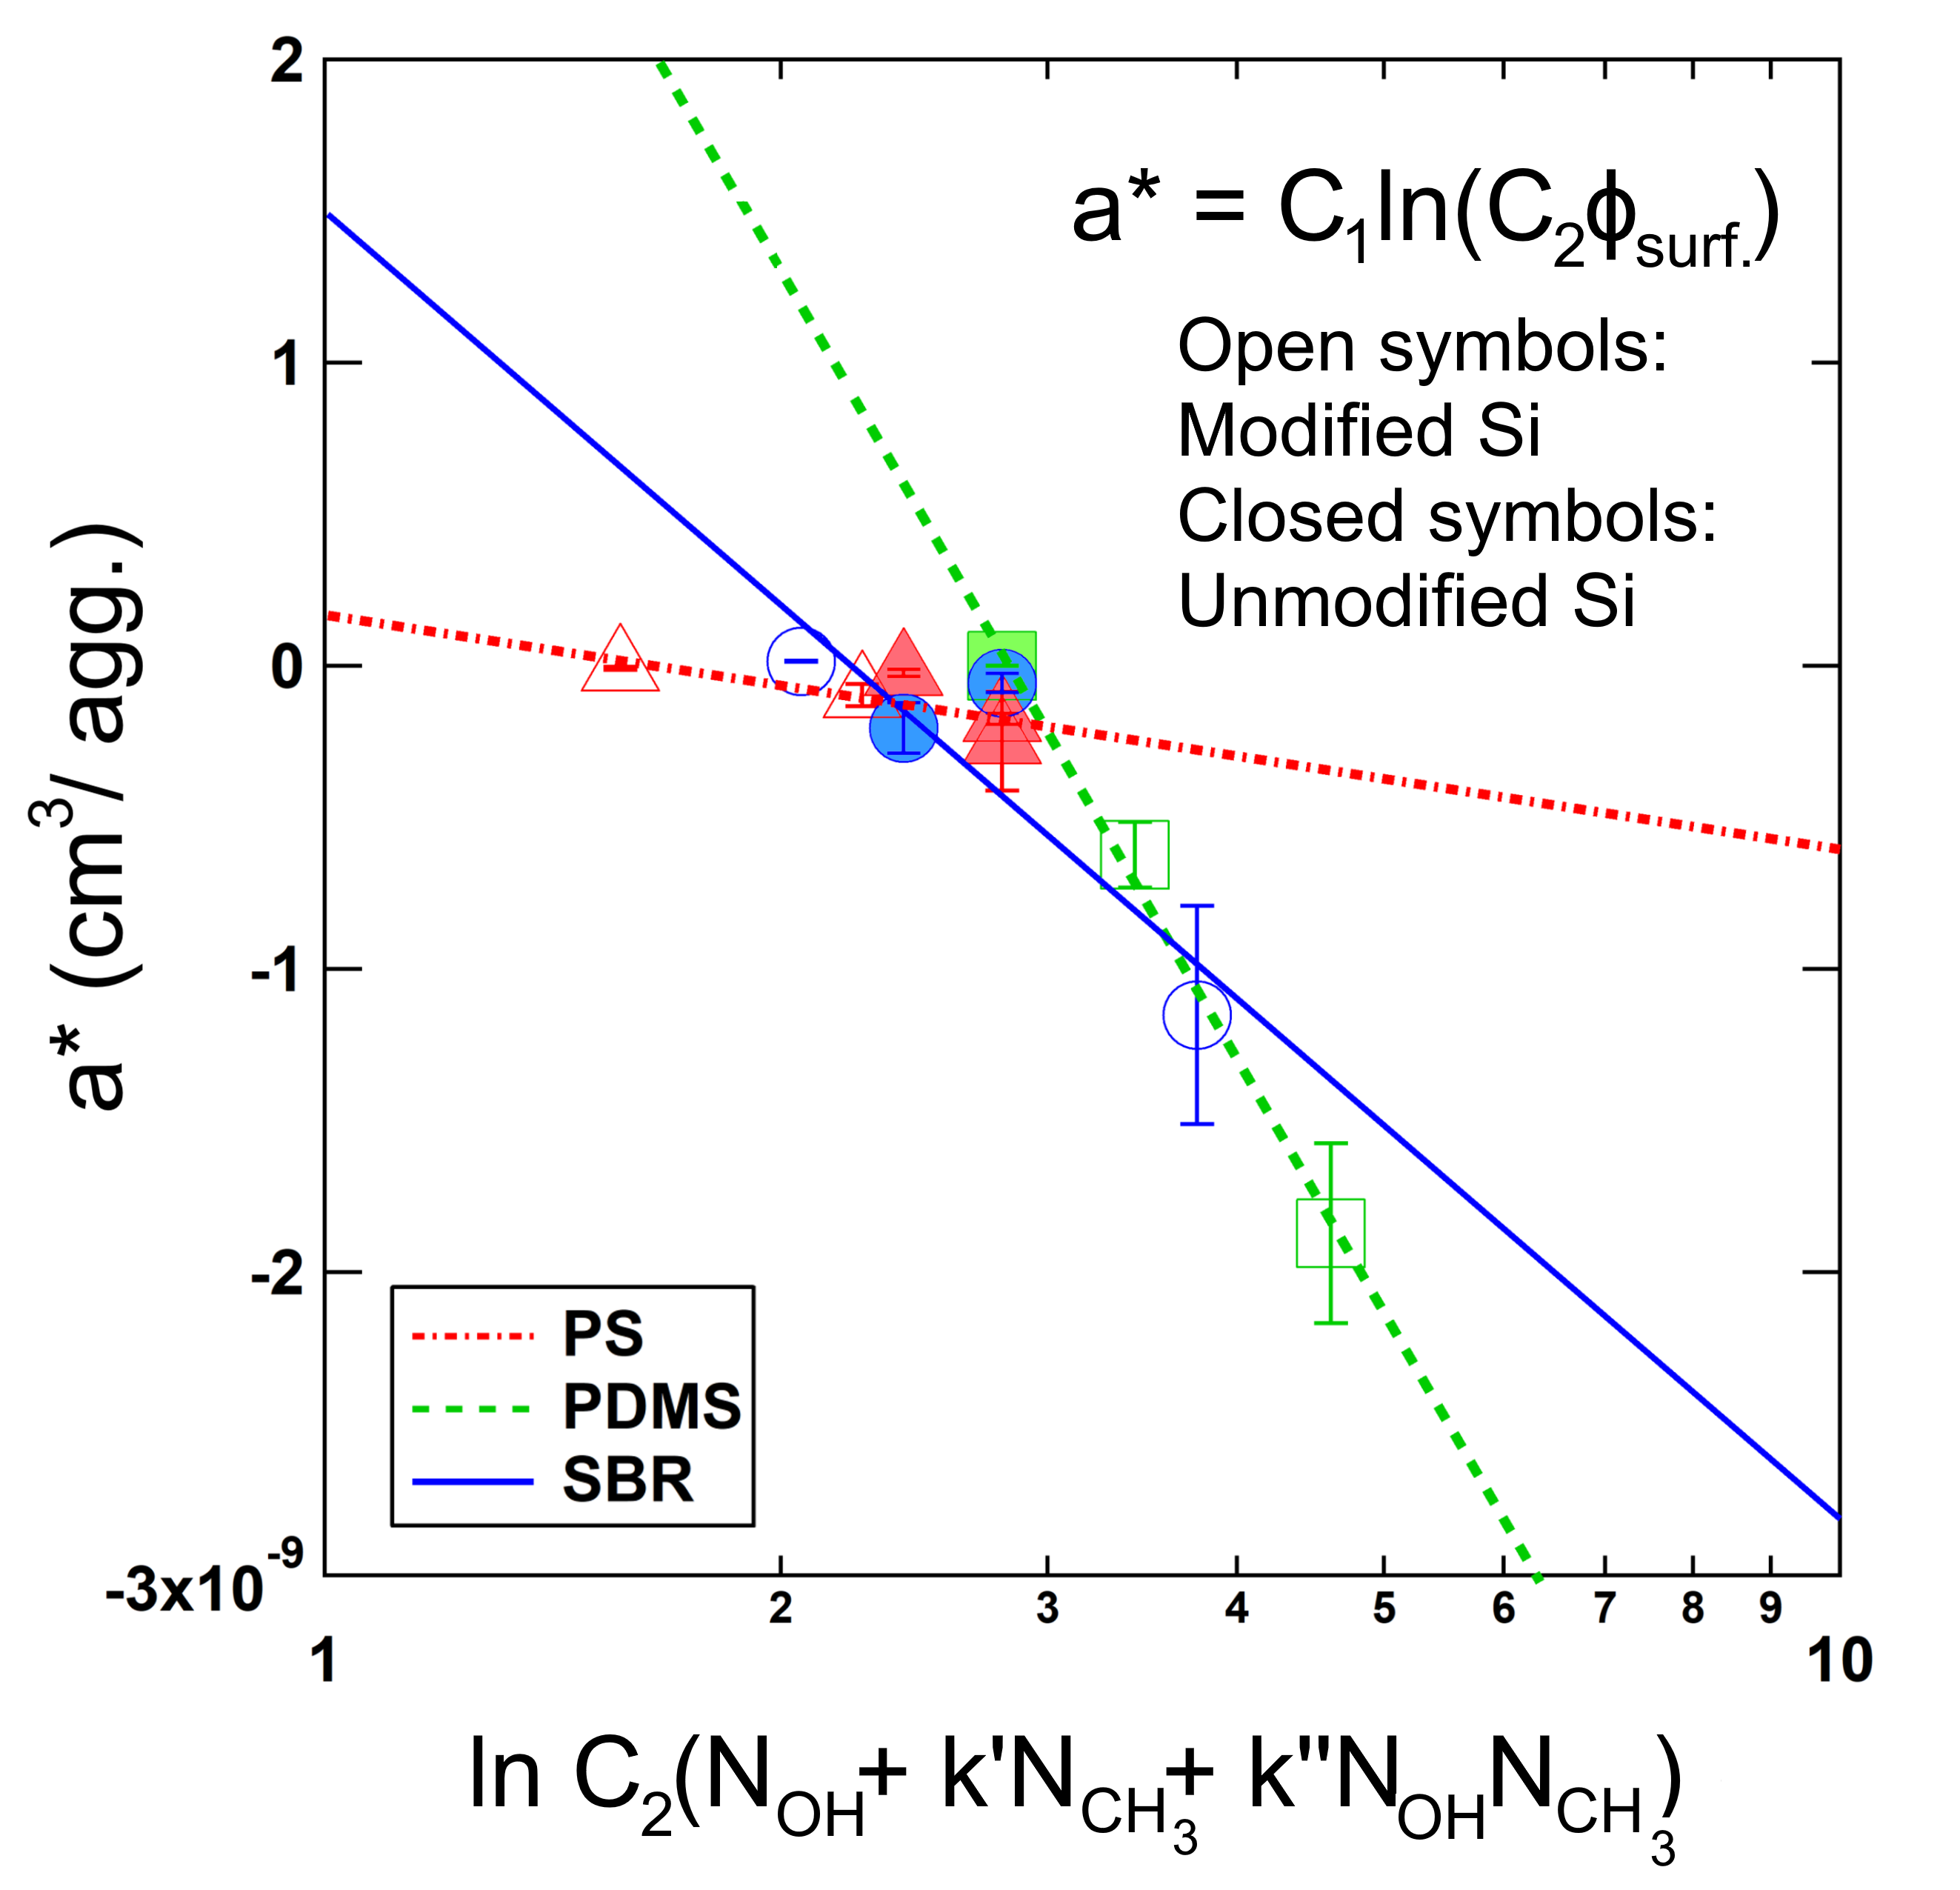 2
1
0
-1
-2
-3x10-9
a* (cm3/ agg.)
a* = C1ln(C2ϕsurf.)
Open symbols:
Modified Si
Closed symbols:
Unmodified Si
PS
PDMS
SBR
2 3 4 5 6 7 8 9
1 10
ln C2(NOH+ k'NCH3+ k"NOHNCH3)